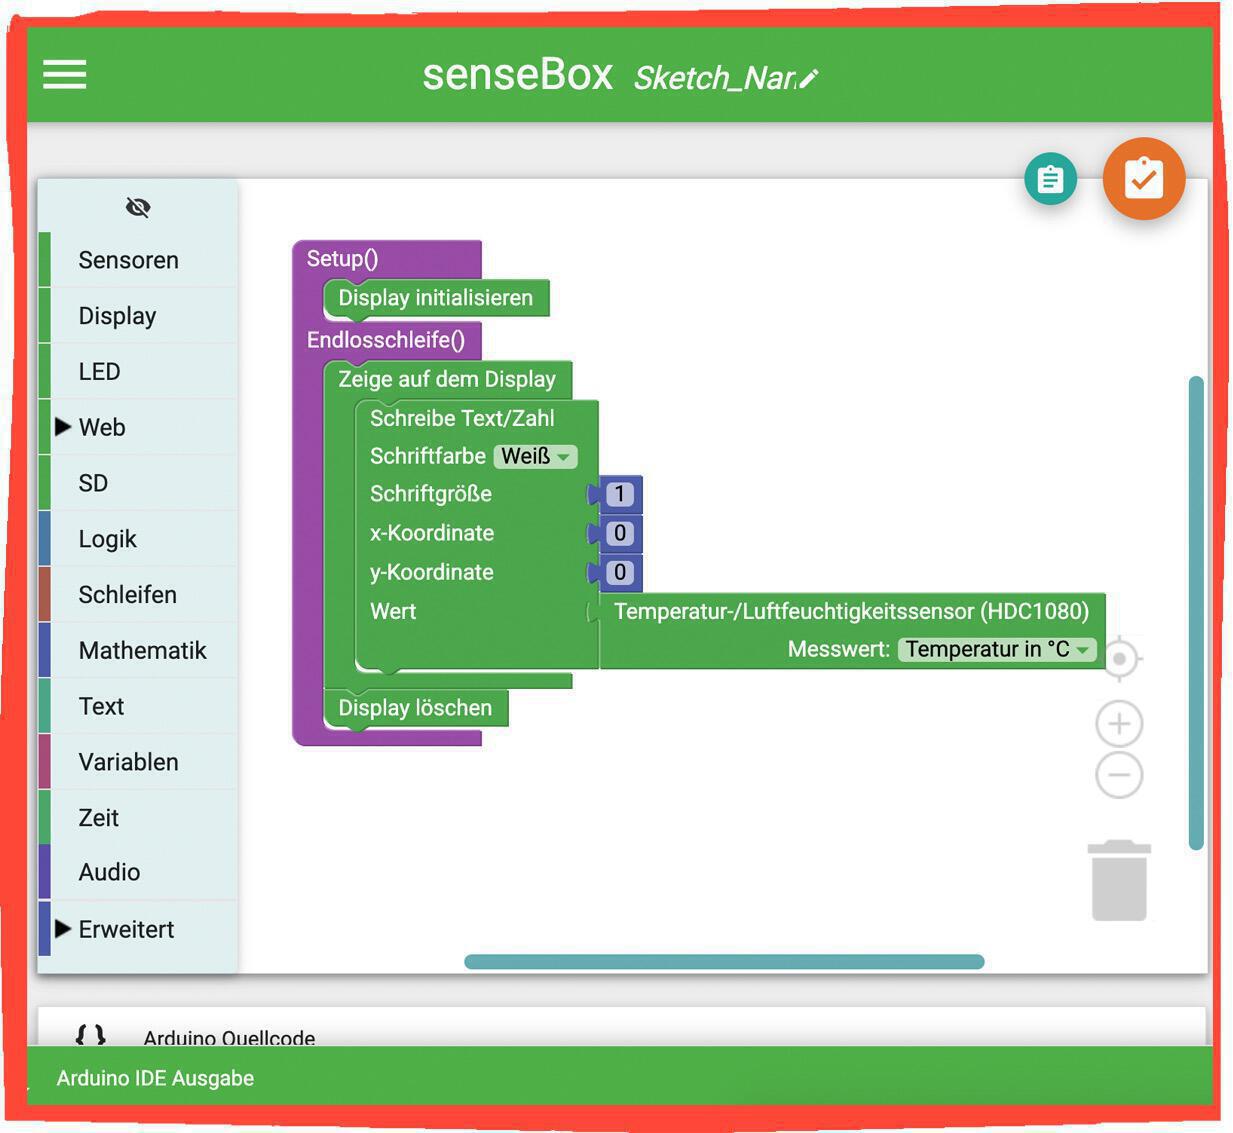 senseBox Sketch_Nar
Sensoren
Display
LED
Web
SD
Logik
Schleifen
Mathematik
Text
Variablen
Zeit
Audio
Erweitert
Setup()
Display initialisieren
Endlosschleife()
Zeige auf dem Display
Schreibe Text/Zahl
Schriftfarbe Weiß
Schriftgröße 1
x-Koordinate 0
y-Koordinate 0
Wert Temperatur-/Luftfeuchtigkeitssensor (HDC1080)
Messwert: Temperatur in °C
Display löschen
{} Arduino Quellcode
Arduino IDE Ausgabe